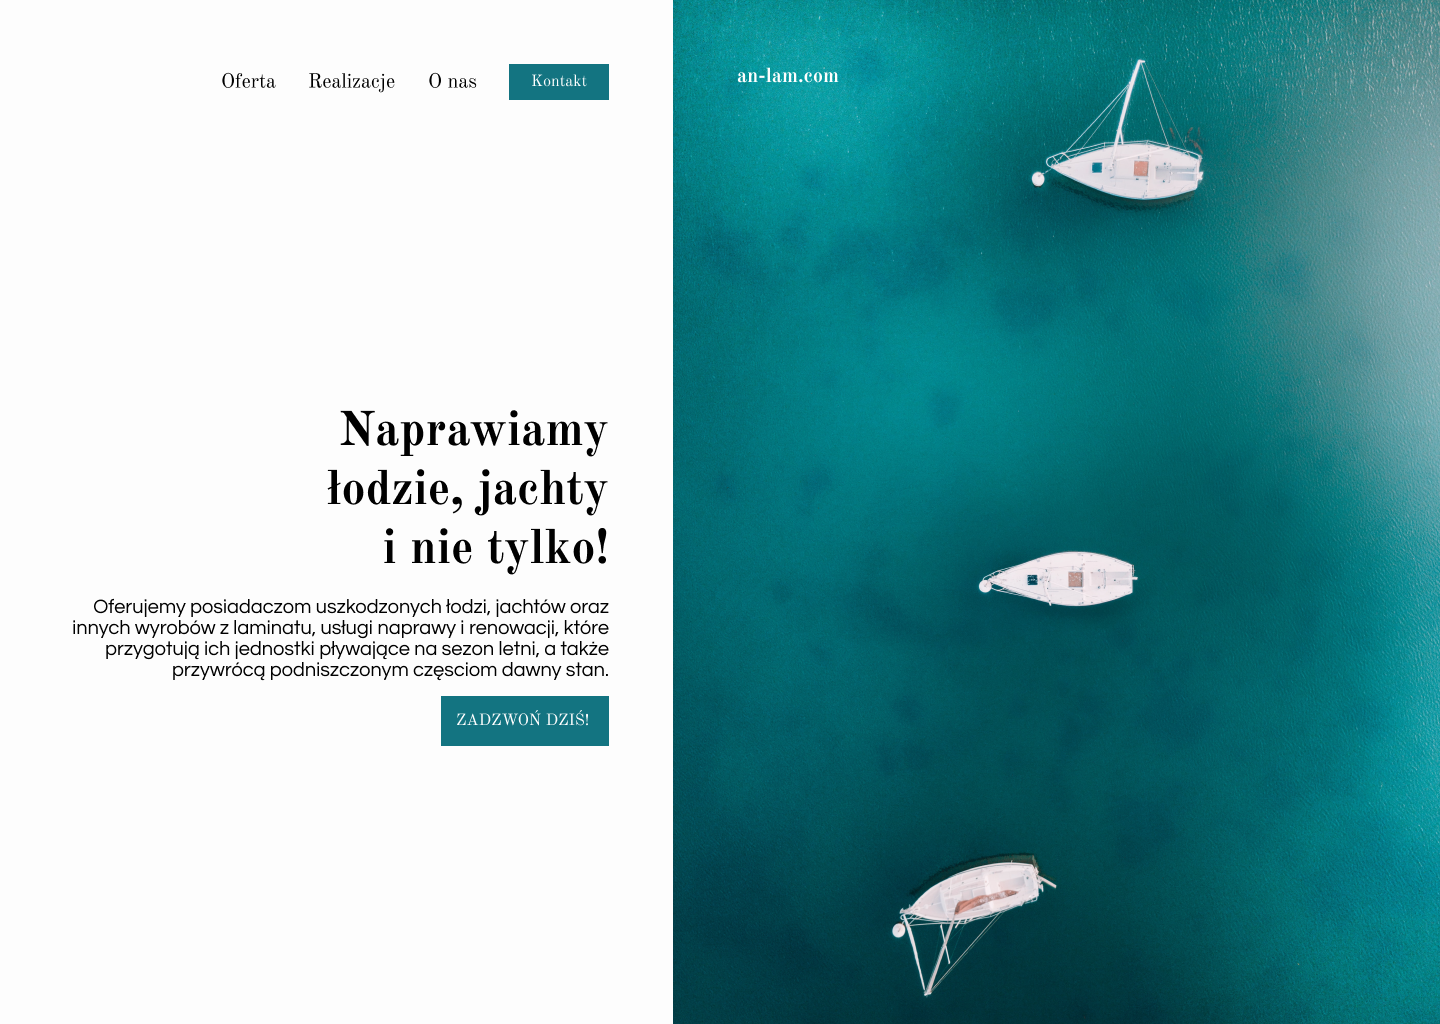 Oferta Realizacje O nas Kontakt
an-lam.com
Naprawiamy
łodzie, jachty
i nie tylko!
Oferujemy posiadaczom uszkodzonych łodzi, jachtów oraz
innych wyrobów z laminatu, usługi naprawy i renowacji, które
przygotują ich jednostki pływające na sezon letni, a także
przywrócą podniszczonym częsciom dawny stan.
ZADZWOŃ DZIŚ!